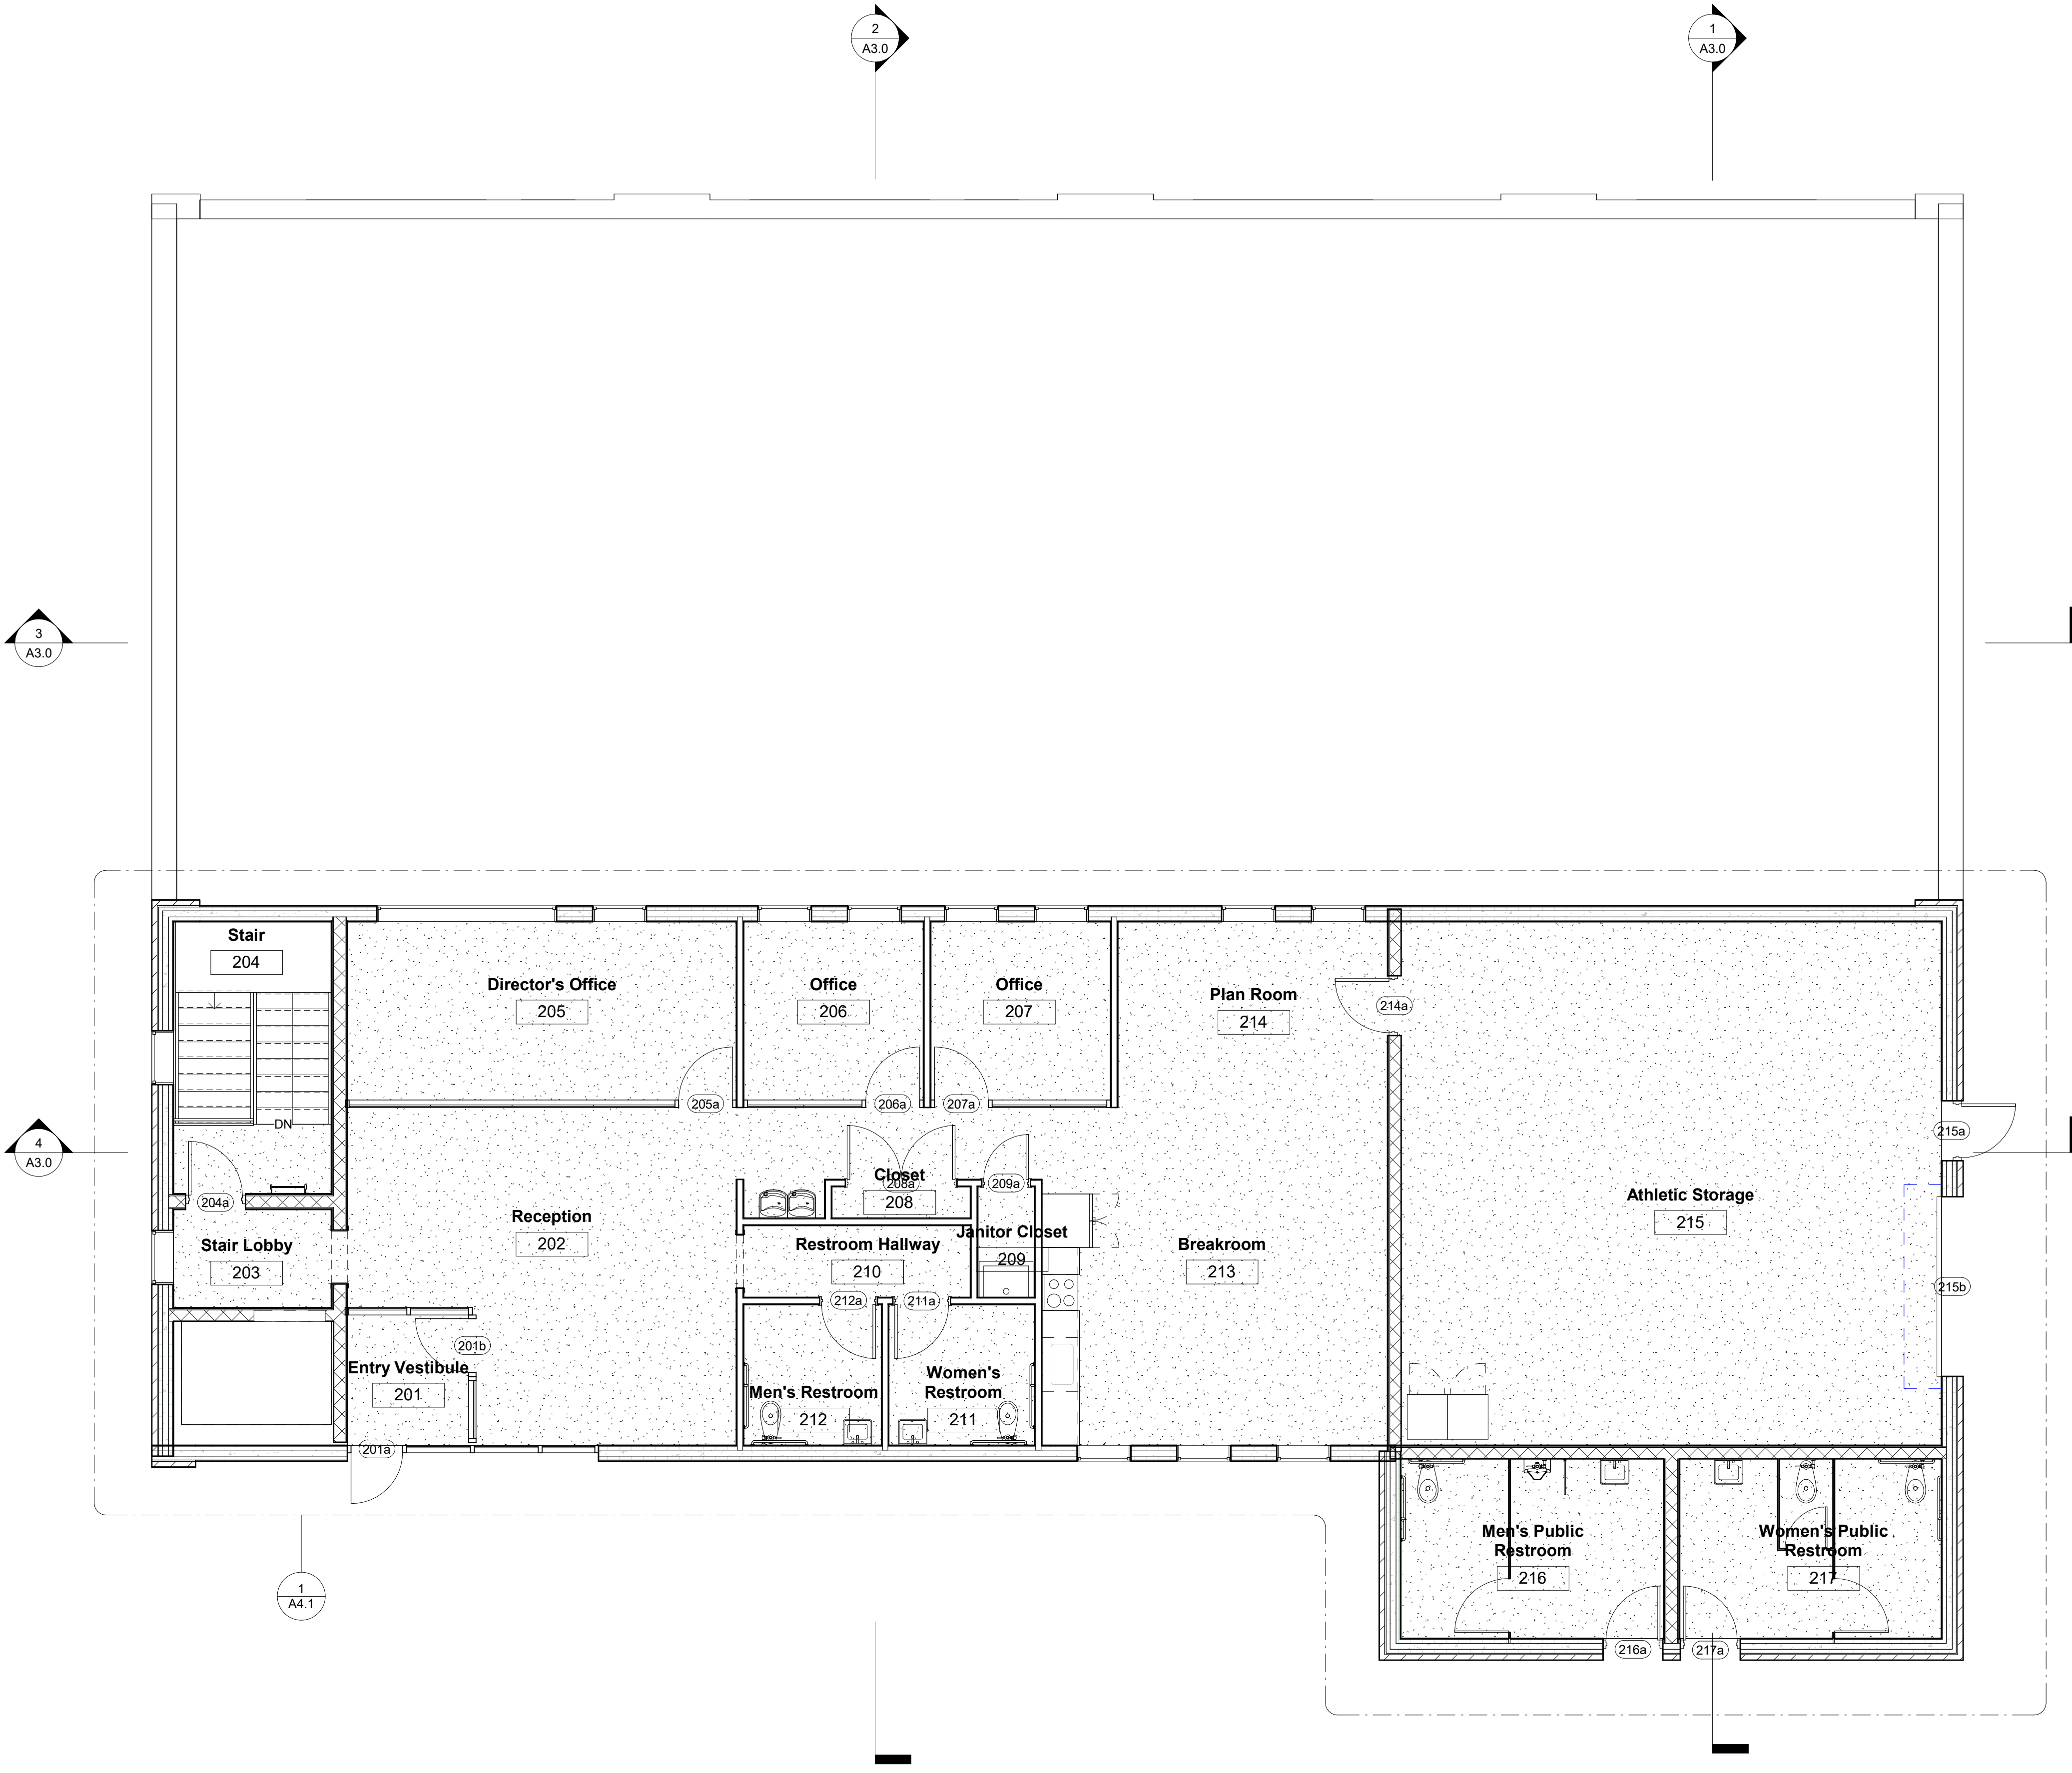 2
A3.0
1
A3.0
3
A3.0
4
A3.0
Stair
204
DN
204a
Stair Lobby
203
Director's Office
205
205a
Office
206
206a
Office
207
207a
Plan Room
214
214a
Closet
208a
208
209a
Janitor Closet
209
Reception
202
Restroom Hallway
210
212a
211a
Breakroom
213
Athletic Storage
215
215a
215b
201b
Entry Vestibule
201
201a
Men's Restroom
212
Women's
Restroom
211
Men's Public
Restroom
216
216a
Women's Public
Restroom
217
217a
1
A4.1